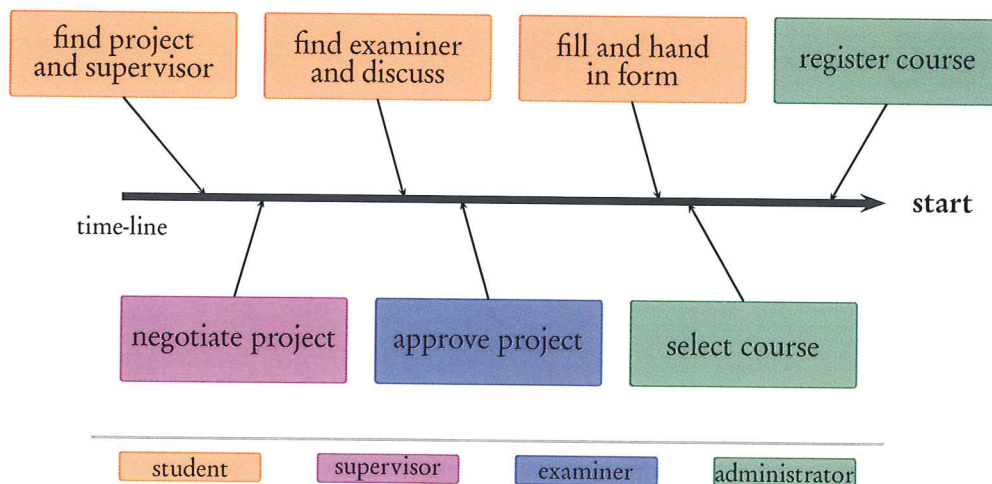 find project
and supervisor
find examiner
and discuss
fill and hand
in form
register course
time-line
start
negotiate project
approve project
select course
student
supervisor
examiner
administrator